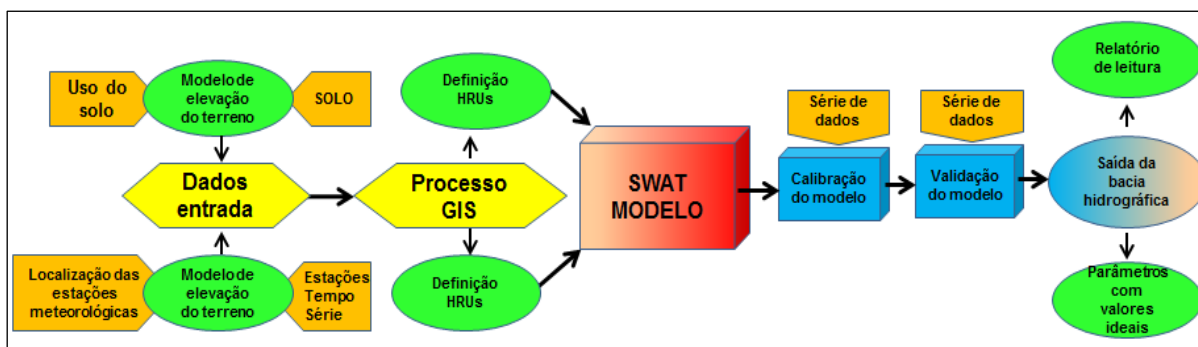 Uso do
solo
Modelo de
elevação
do terreno
SOLO
Dados
entrada
Localização das
estações
meteorológicas
Modelo de
elevação
do terreno
Estações
Tempo
Série
Definição
HRUs
Processo
GIS
Definição
HRUs
SWAT
MODELO
Série de
dados
Calibração
do modelo
Série de
dados
Validação
do modelo
Relatório
de leitura
Saída da
bacia
hidrográfica
Parâmetros
com
valores
ideais